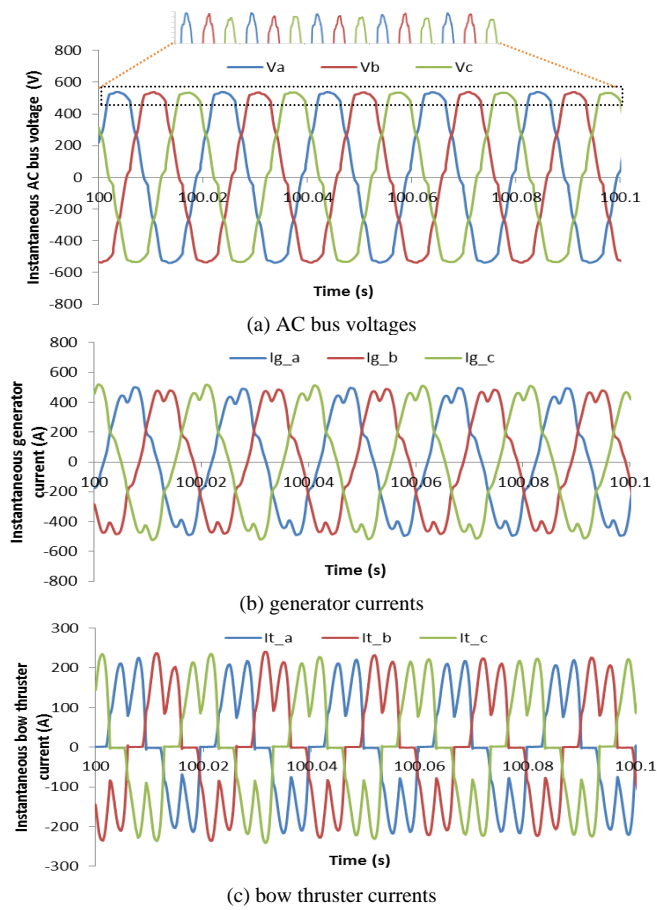 800
600
400
200
0
-200
-400
-600
-800
Instantaneous AC bus voltage (V)
Va Vb Vc
100 100.02 100.04 100.06 100.08 100.1
Time (s)
(a) AC bus voltages
800
600
400
200
0
-200
-400
-600
-800
Instantaneous generator
current (A)
Ig_a Ig_b Ig_c
100 100.02 100.04 100.06 100.08 100.1
Time (s)
(b) generator currents
300
200
100
0
-100
-200
-300
Instantaneous bow thruster
current (A)
It_a It_b It_c
100 100.02 100.04 100.06 100.08 100.1
Time (s)
(c) bow thruster currents